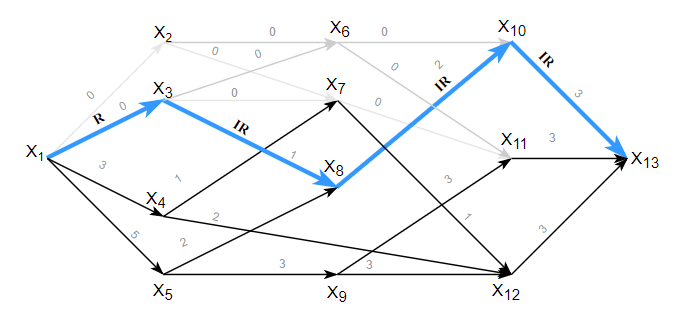 X2 0 X6 0 X10
0 0 0 0 2 IR IR 3
X3 0 X7 0
R 0 IR
X1 X11 3 X13
3 1 X8
X4 1 3
2 1 3
5 2
3 3
X5 X9 X12